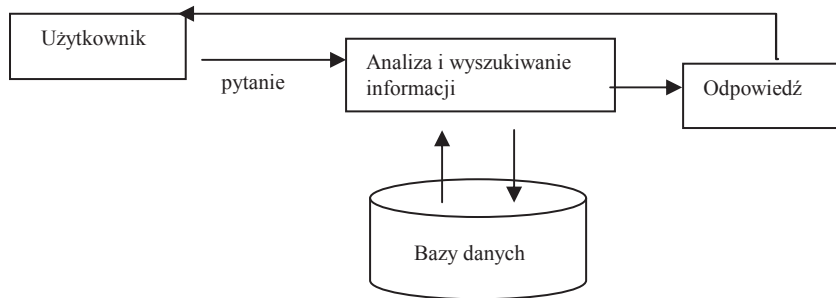 Użytkownik
pytanie
Analiza i wyszukiwanie
informacji
Odpowiedź
Bazy danych